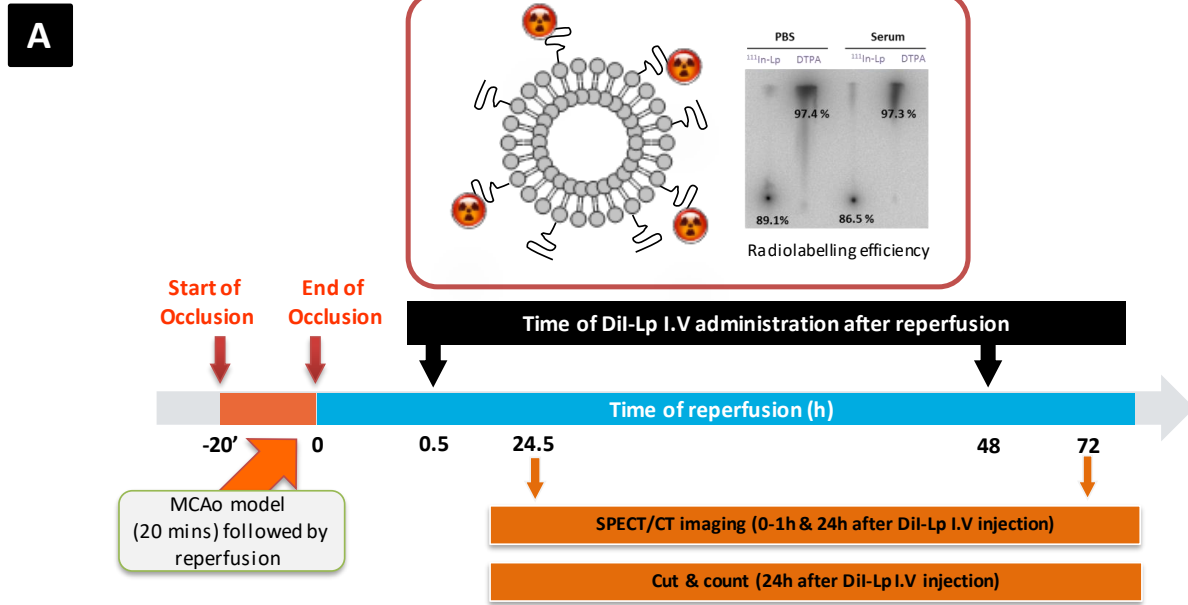 A
PBS Serum
¹¹¹In-Lp DTPA ¹¹¹In-Lp DTPA
97.4 % 97.3 %
89.1% 86.5 %
Radiolabelling efficiency
Start of
Occlusion
End of
Occlusion
Time of DiI-Lp I.V administration after reperfusion
Time of reperfusion (h)
-20’ 0 0.5 24.5 48 72
MCAo model
(20 mins) followed by
reperfusion
SPECT/CT imaging (0-1h & 24h after DiI-Lp I.V injection)
Cut & count (24h after DiI-Lp I.V injection)